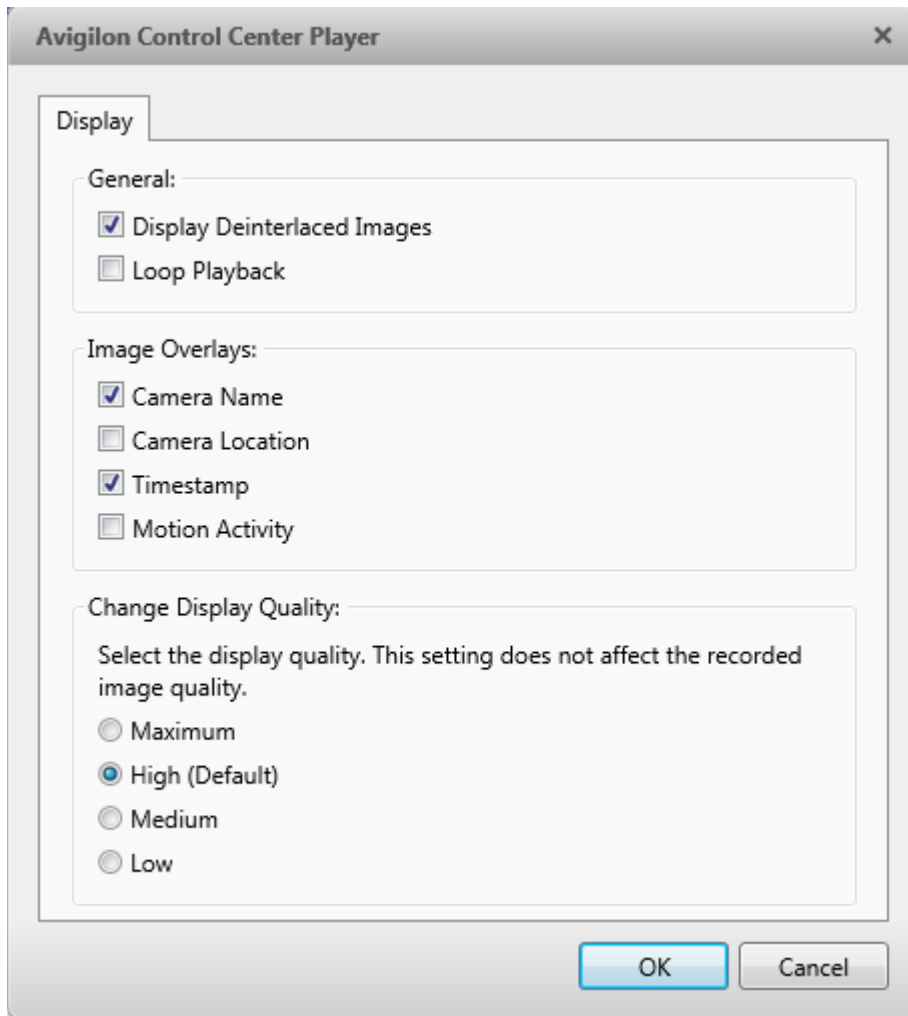 Avigilon Control Center Player
Display
General:
Display Deinterlaced Images
Loop Playback
Image Overlays:
Camera Name
Camera Location
Timestamp
Motion Activity
Change Display Quality:
Select the display quality. This setting does not affect the recorded
image quality.
Maximum
High (Default)
Medium
Low
OK
Cancel